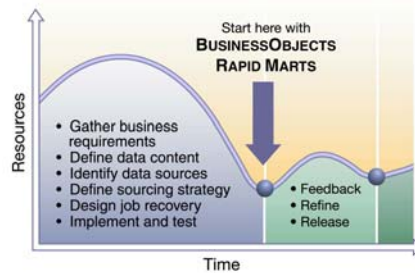 Start here with
BUSINESSOBJECTS
RAPID MARTS
Resources
• Gather business
requirements
• Define data content
• Identify data sources
• Define sourcing strategy
• Design job recovery
• Implement and test
• Feedback
• Refine
• Release
Time